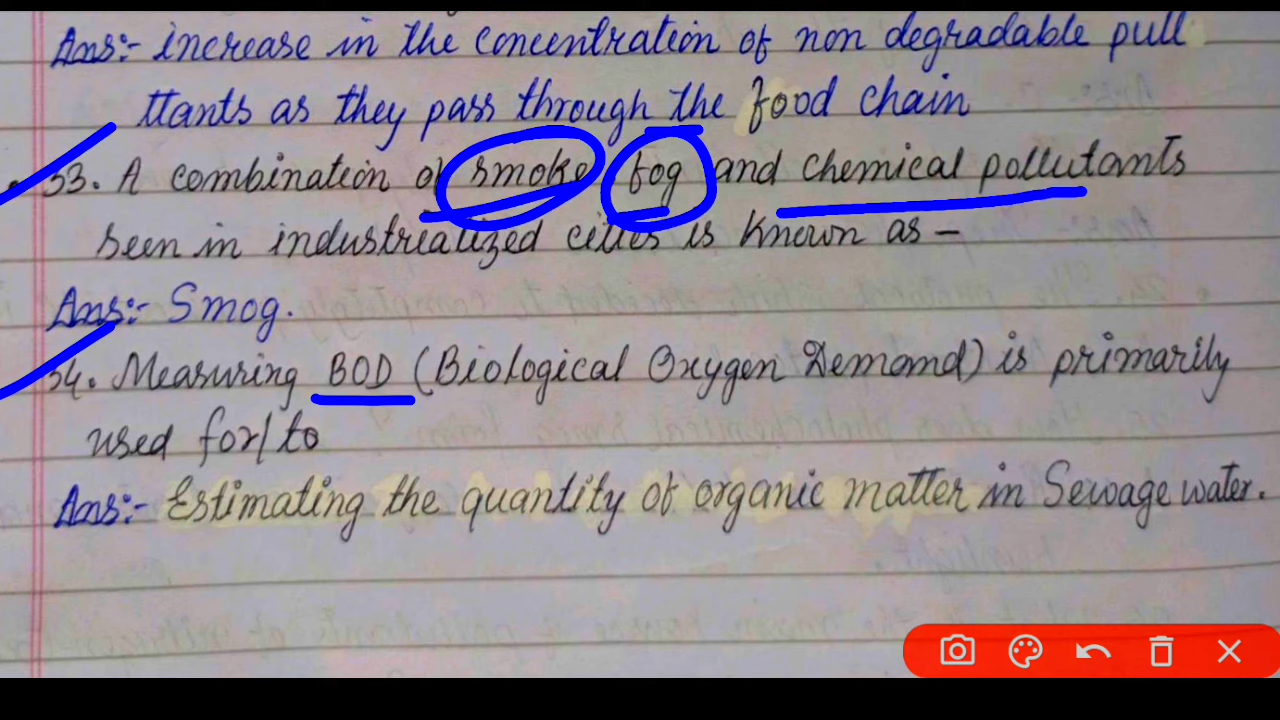 Ans:- increase in the concentration of non degradable pull
ttants as they pass through the food chain
33. A combination of smoke fog and chemical pollutants
seen in industrialized cities is known as –
Ans:- Smog.
34. Measuring BOD (Biological Oxygen Demand) is primarily
used for/to
Ans:- Estimating the quantity of organic matter in Sewage water.